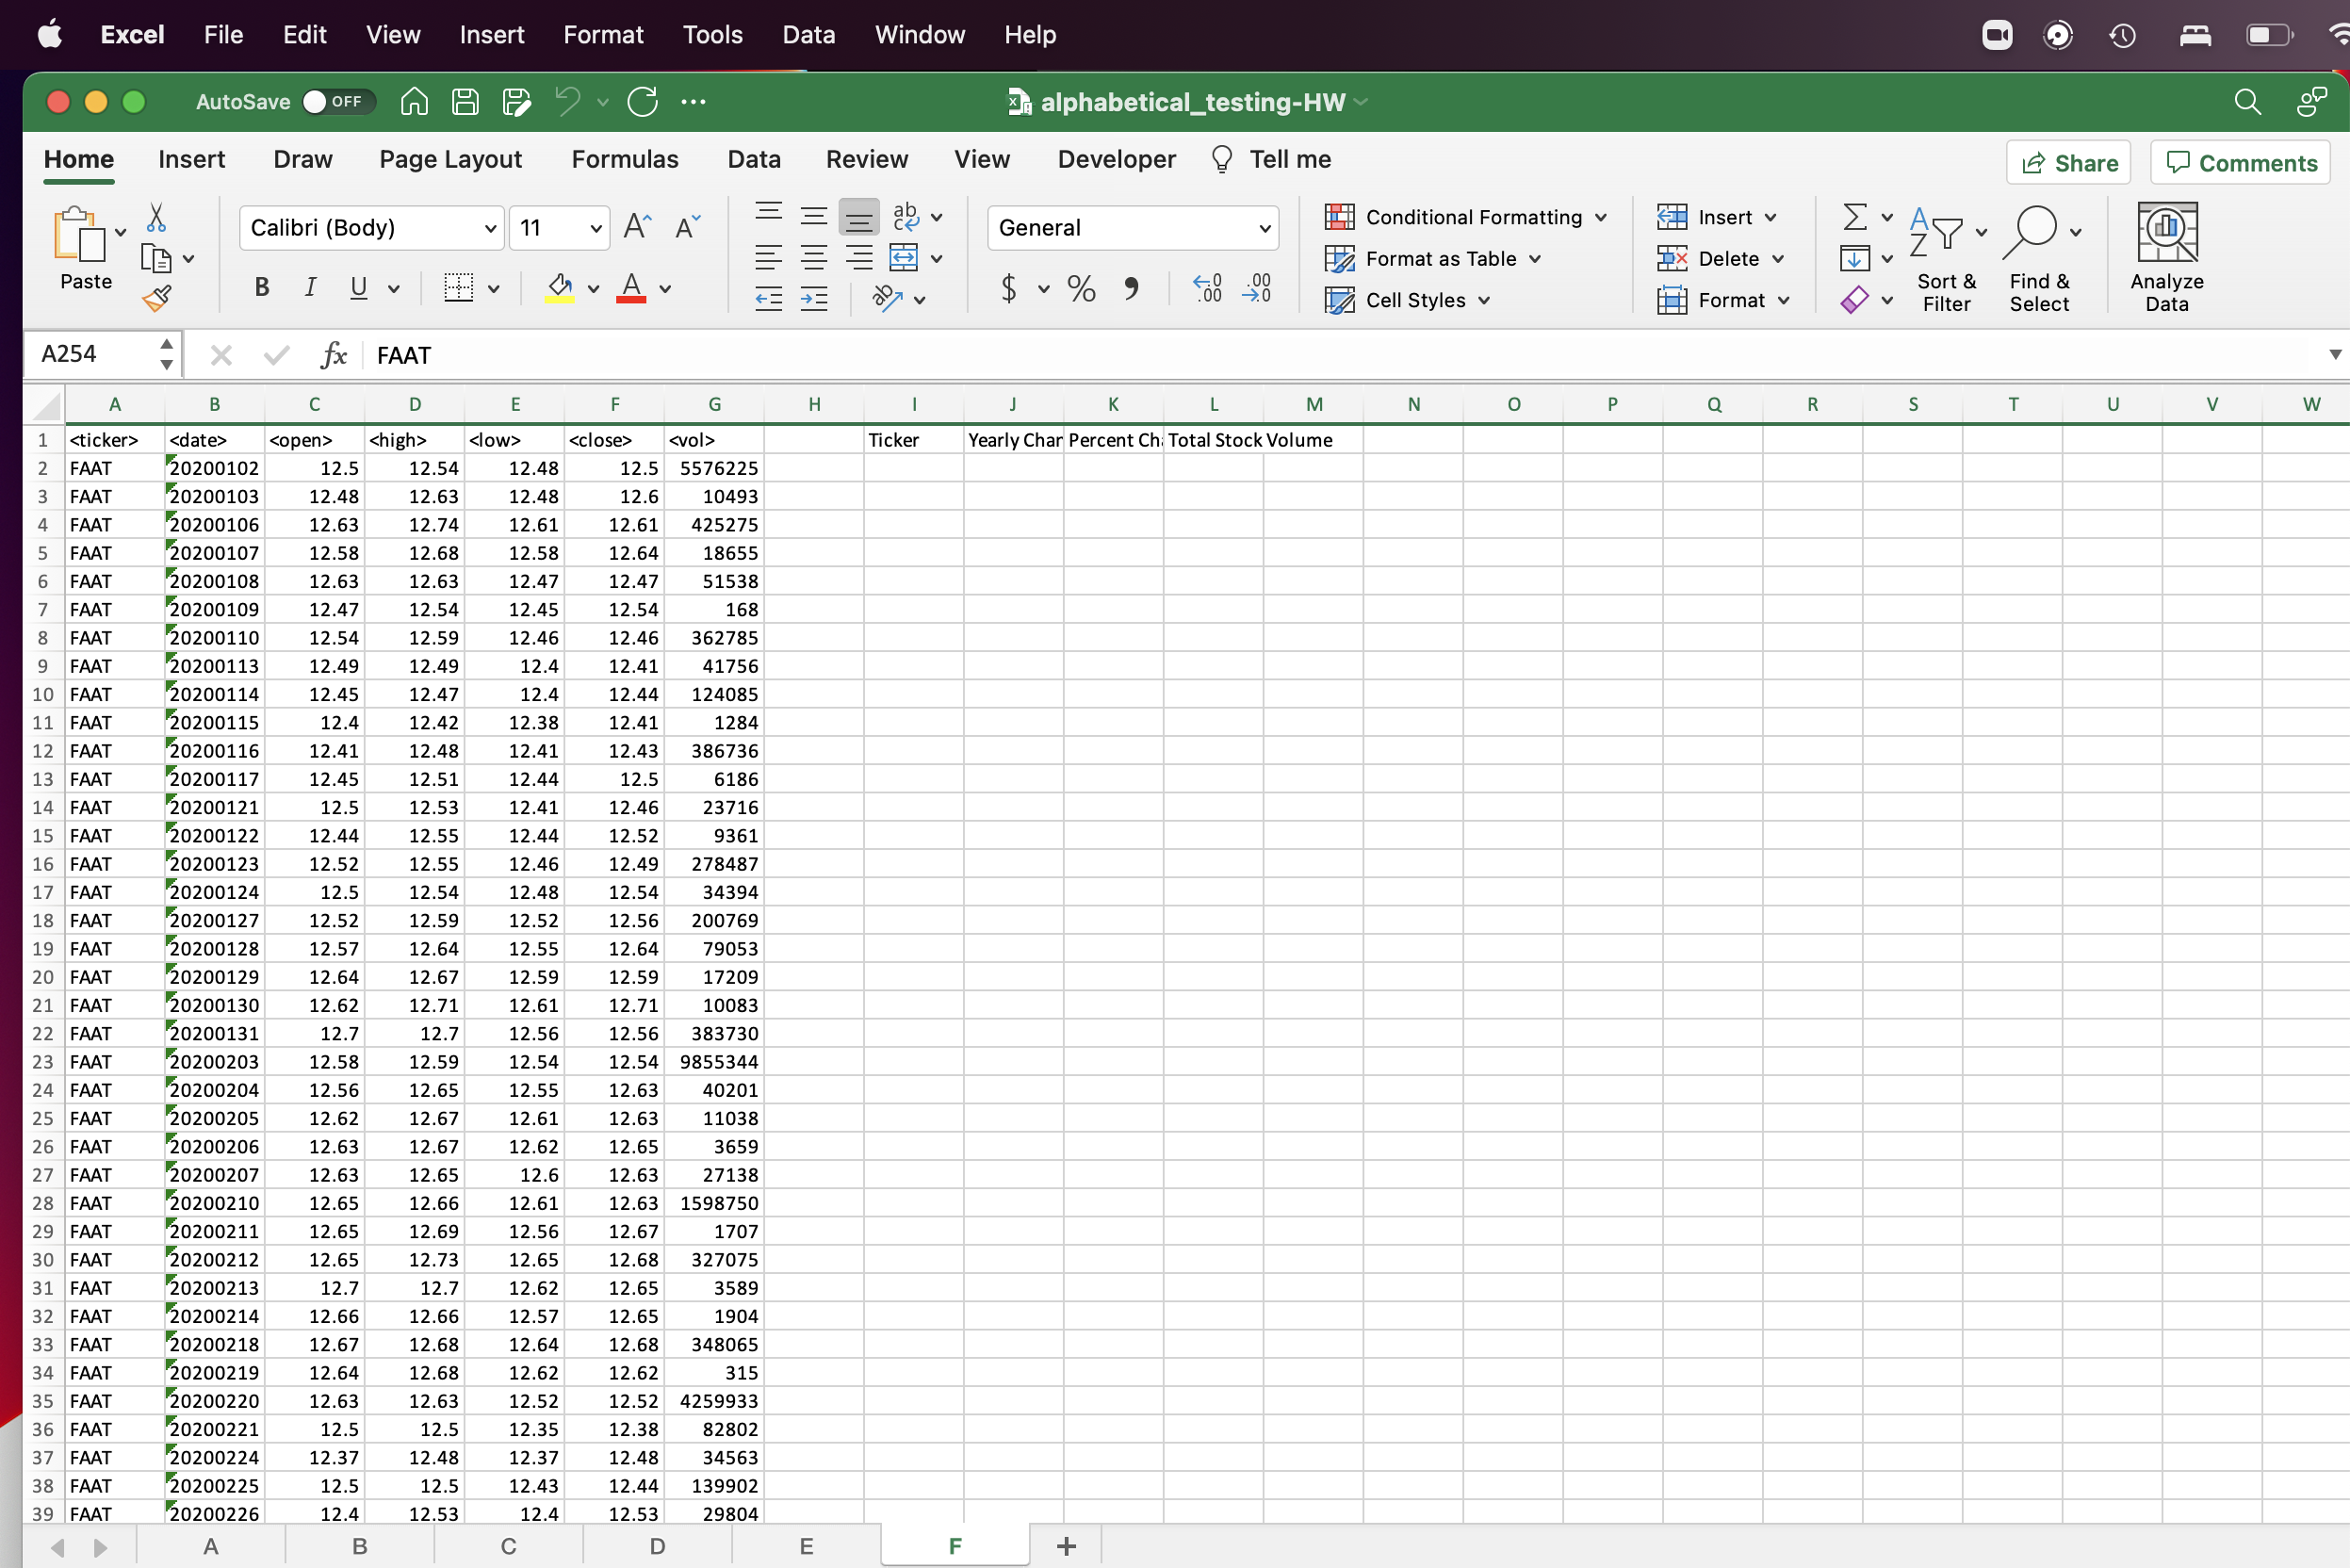 Excel File Edit View Insert Format Tools Data Window Help
AutoSave OFF alphabetical_testing-HW
Home Insert Draw Page Layout Formulas Data Review View Developer Tell me Share Comments
Paste Calibri (Body) 11 General Conditional Formatting Format as Table Cell Styles Insert Delete Format Sort & Filter Find & Select Analyze Data
A254 fx FAAT
A B C D E F G H I J K L M N O P Q R S T U V W
1 <ticker> <date> <open> <high> <low> <close> <vol> Ticker Yearly Char Percent Ch Total Stock Volume
2 FAAT 20200102 12.5 12.54 12.48 12.5 5576225
3 FAAT 20200103 12.48 12.63 12.48 12.6 10493
4 FAAT 20200106 12.63 12.74 12.61 12.61 425275
5 FAAT 20200107 12.58 12.68 12.58 12.64 18655
6 FAAT 20200108 12.63 12.63 12.47 12.47 51538
7 FAAT 20200109 12.47 12.54 12.45 12.54 168
8 FAAT 20200110 12.54 12.59 12.46 12.46 362785
9 FAAT 20200113 12.49 12.49 12.4 12.41 41756
10 FAAT 20200114 12.45 12.47 12.4 12.44 124085
11 FAAT 20200115 12.4 12.42 12.38 12.41 1284
12 FAAT 20200116 12.41 12.48 12.41 12.43 386736
13 FAAT 20200117 12.45 12.51 12.44 12.5 6186
14 FAAT 20200121 12.5 12.53 12.41 12.46 23716
15 FAAT 20200122 12.44 12.55 12.44 12.52 9361
16 FAAT 20200123 12.52 12.55 12.46 12.49 278487
17 FAAT 20200124 12.5 12.54 12.48 12.54 34394
18 FAAT 20200127 12.52 12.59 12.52 12.56 200769
19 FAAT 20200128 12.57 12.64 12.55 12.64 79053
20 FAAT 20200129 12.64 12.67 12.59 12.59 17209
21 FAAT 20200130 12.62 12.71 12.61 12.71 10083
22 FAAT 20200131 12.7 12.7 12.56 12.56 383730
23 FAAT 20200203 12.58 12.59 12.54 12.54 9855344
24 FAAT 20200204 12.56 12.65 12.55 12.63 40201
25 FAAT 20200205 12.62 12.67 12.61 12.63 11038
26 FAAT 20200206 12.63 12.67 12.62 12.65 3659
27 FAAT 20200207 12.63 12.65 12.6 12.63 27138
28 FAAT 20200210 12.65 12.66 12.61 12.63 1598750
29 FAAT 20200211 12.65 12.69 12.56 12.67 1707
30 FAAT 20200212 12.65 12.73 12.65 12.68 327075
31 FAAT 20200213 12.7 12.7 12.62 12.65 3589
32 FAAT 20200214 12.66 12.66 12.57 12.65 1904
33 FAAT 20200218 12.67 12.68 12.64 12.68 348065
34 FAAT 20200219 12.64 12.68 12.62 12.62 315
35 FAAT 20200220 12.63 12.63 12.52 12.52 4259933
36 FAAT 20200221 12.5 12.5 12.35 12.38 82802
37 FAAT 20200224 12.37 12.48 12.37 12.48 34563
38 FAAT 20200225 12.5 12.5 12.43 12.44 139902
39 FAAT 20200226 12.4 12.53 12.4 12.53 29804
A B C D E F +